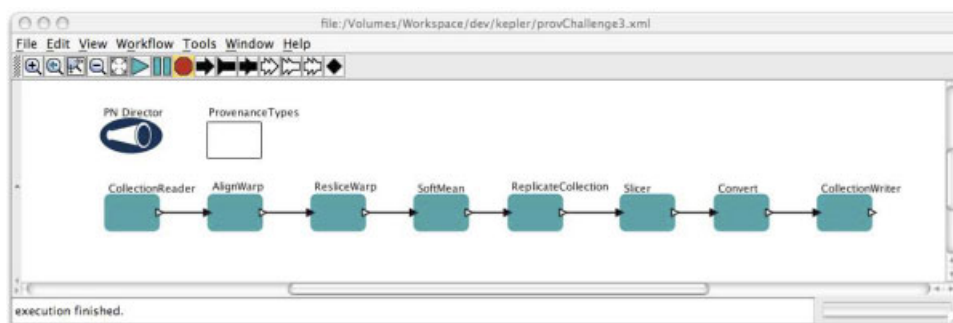 file:/Volumes/Workspace/dev/kepler/provChallenge3.xml
File Edit View Workflow Tools Window Help
PN Director ProvenanceTypes
CollectionReader AlignWarp ResliceWarp SoftMean ReplicateCollection Slicer Convert CollectionWriter
execution finished.